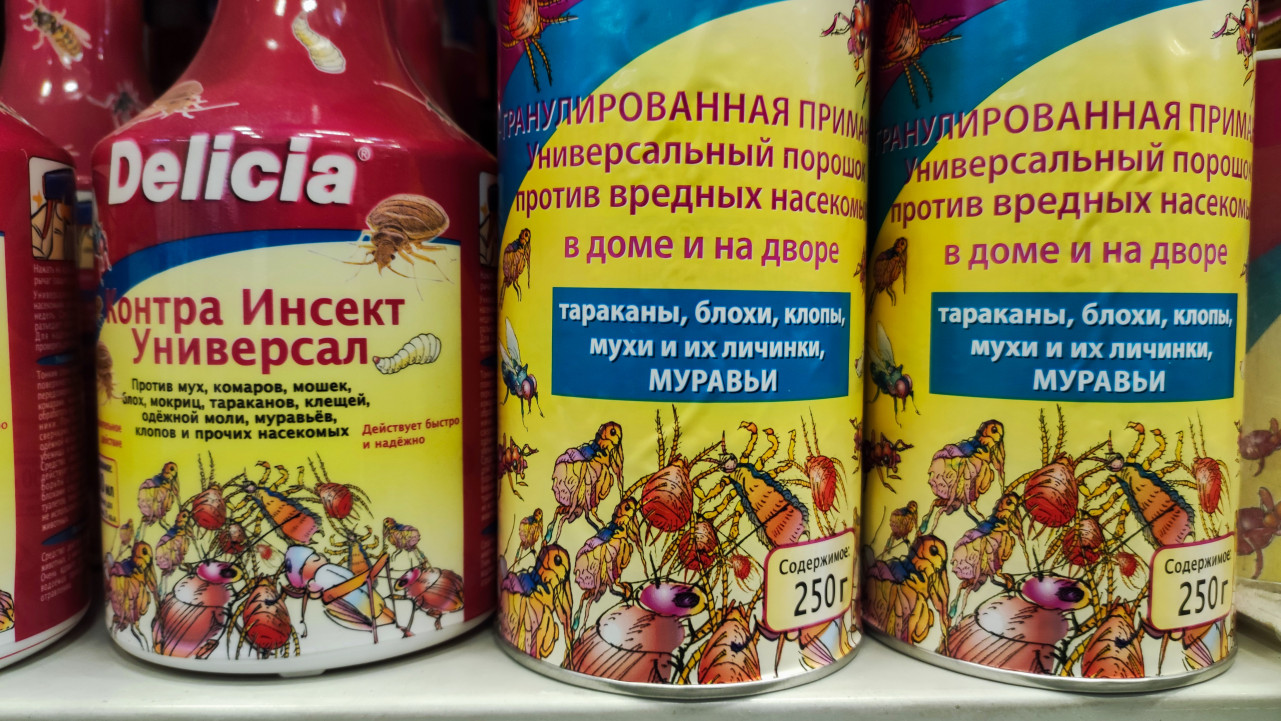 Delicia®
Контра Инсект
Универсал
Против мух, комаров, мошек,
блох, мокриц, тараканов, клещей,
одёжной моли, муравьёв,
клопов и прочих насекомых
Действует быстро
и надёжно
ГРАНУЛИРОВАННАЯ ПРИМА
Универсальный порошок
против вредных насекомы
в доме и на дворе
тараканы, блохи, клопы,
мухи и их личинки,
МУРАВЬИ
Содержимое:
250 г
ГРАНУЛИРОВАННАЯ ПРИМА
Универсальный порошок
против вредных насекомы
в доме и на дворе
тараканы, блохи, клопы,
мухи и их личинки,
МУРАВЬИ
Содержимое:
250 г